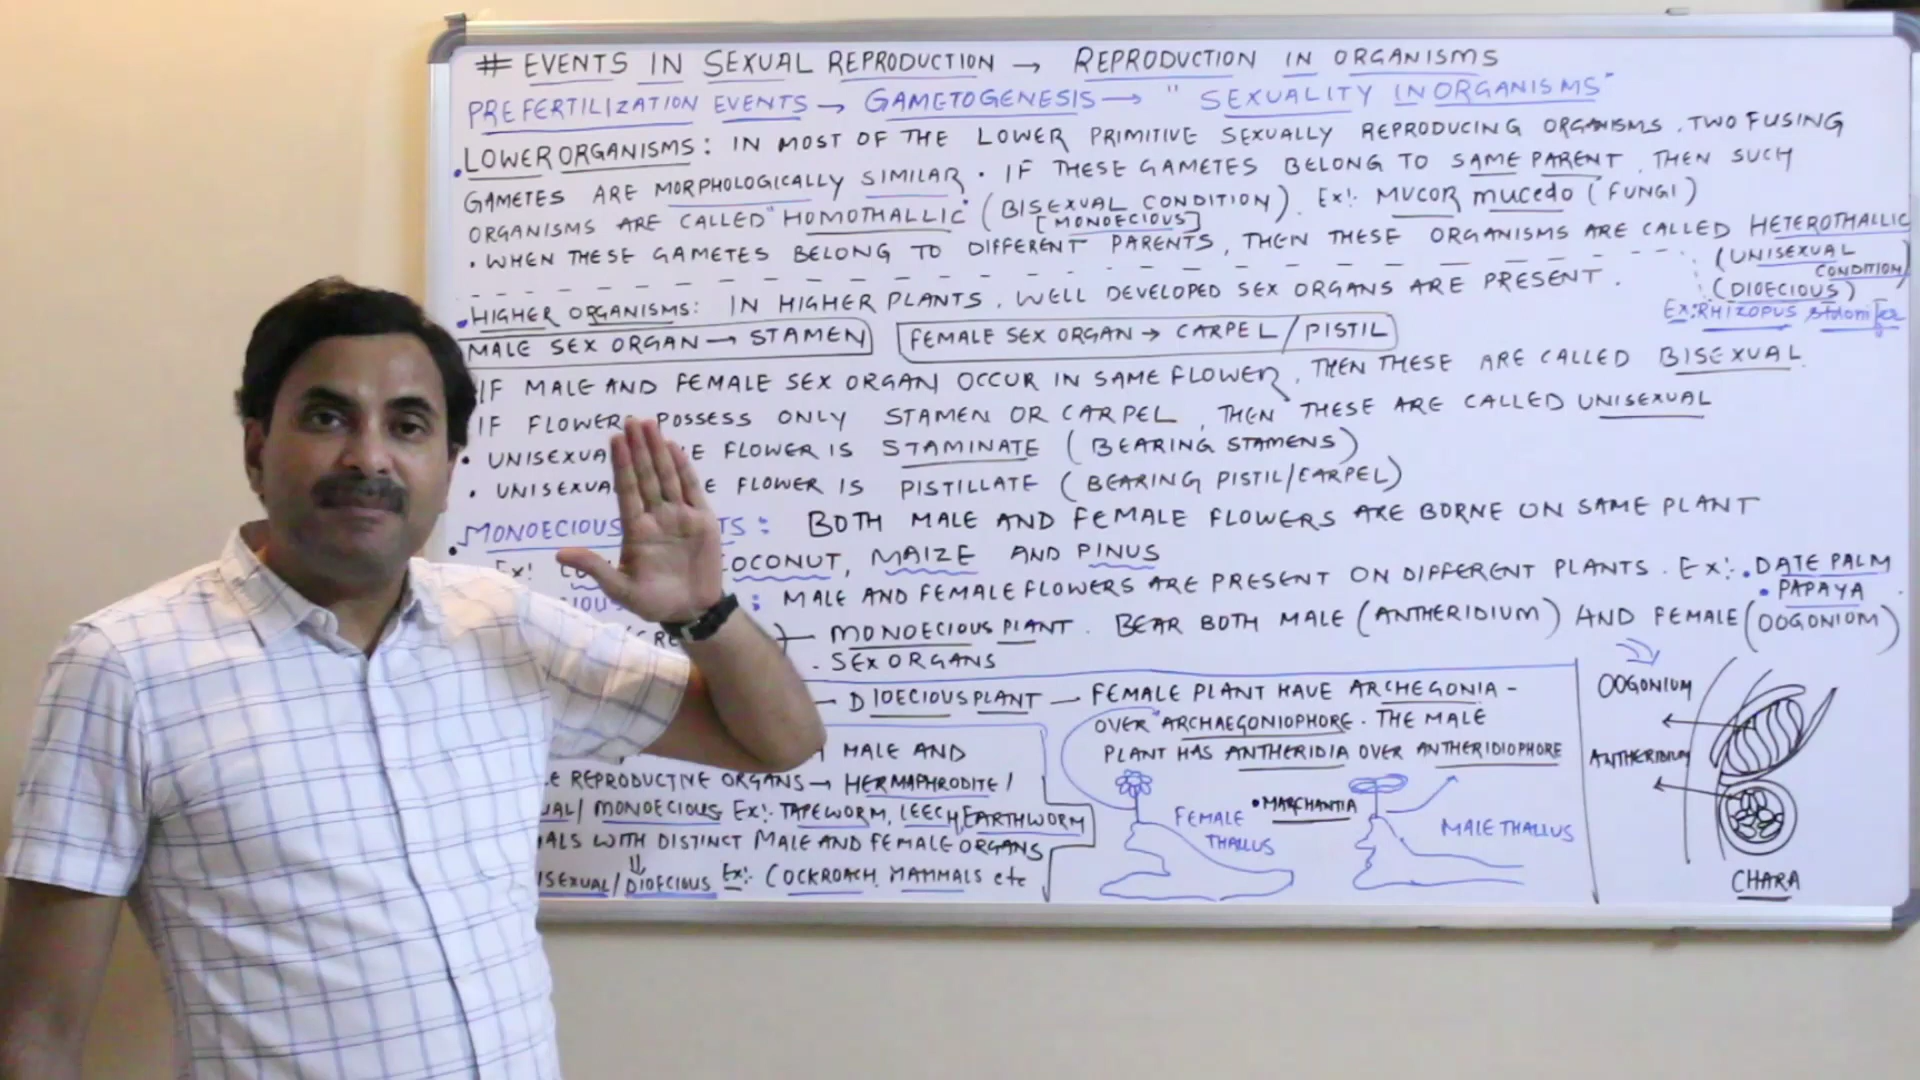 # EVENTS IN SEXUAL REPRODUCTION → REPRODUCTION IN ORGANISMS
PREFERTILIZATION EVENTS → GAMETOGENESIS → " SEXUALITY IN ORGANISMS"
• LOWER ORGANISMS : IN MOST OF THE LOWER PRIMITIVE SEXUALLY REPRODUCING ORGANISMS, TWO FUSING
GAMETES ARE MORPHOLOGICALLY SIMILAR • IF THESE GAMETES BELONG TO SAME PARENT, THEN SUCH
ORGANISMS ARE CALLED "HOMOTHALLIC" (BISEXUAL CONDITION). Ex:- MUCOR mucedo (FUNGI)
[MONOECIOUS]
• WHEN THESE GAMETES BELONG TO DIFFERENT PARENTS, THEN THESE ORGANISMS ARE CALLED HETEROTHALLIC
(UNISEXUAL
CONDITION)
(DIOECIOUS)
Ex: RHIZOPUS
• HIGHER ORGANISMS: IN HIGHER PLANTS, WELL DEVELOPED SEX ORGANS ARE PRESENT.
MALE SEX ORGAN → STAMEN FEMALE SEX ORGAN → CARPEL / PISTIL
IF MALE AND FEMALE SEX ORGAN OCCUR IN SAME FLOWER, THEN THESE ARE CALLED BISEXUAL.
IF FLOWER POSSESS ONLY STAMEN OR CARPEL, THEN THESE ARE CALLED UNISEXUAL
• UNISEXUA E FLOWER IS STAMINATE (BEARING STAMENS)
• UNISEXUA E FLOWER IS PISTILLATE (BEARING PISTIL/CARPEL)
• MONOECIOUS TS : BOTH MALE AND FEMALE FLOWERS ARE BORNE ON SAME PLANT
Ex! OCONUT, MAIZE AND PINUS
IOUS : MALE AND FEMALE FLOWERS ARE PRESENT ON DIFFERENT PLANTS. Ex:- • DATE PALM
• PAPAYA
MONOECIOUS PLANT. BEAR BOTH MALE (ANTHERIDIUM) AND FEMALE (OOGONIUM)
SEX ORGANS
→ DIOECIOUS PLANT — FEMALE PLANT HAVE ARCHEGONIA -
OVER ARCHAEGONIOPHORE. THE MALE
PLANT HAS ANTHERIDIA OVER ANTHERIDIOPHORE
MALE AND
E REPRODUCTIVE ORGANS → HERMAPHRODITE /
UAL/ MONOECIOUS Ex:- TAPEWORM, LEECH, EARTHWORM
ALS WITH DISTINCT MALE AND FEMALE ORGANS
ISEXUAL/DIOECIOUS Ex:- COCKROACH, MAMMALS etc
FEMALE
THALLUS
• MARCHANTIA
MALE THALLUS
OOGONIUM
ANTHERIDIUM
CHARA